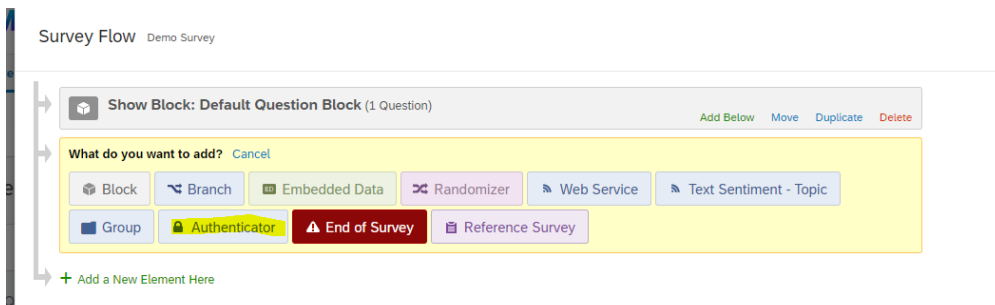 Survey Flow Demo Survey
Show Block: Default Question Block (1 Question)
Add Below Move Duplicate Delete
What do you want to add? Cancel
Block Branch ED Embedded Data Randomizer Web Service Text Sentiment - Topic
Group Authenticator End of Survey Reference Survey
+ Add a New Element Here